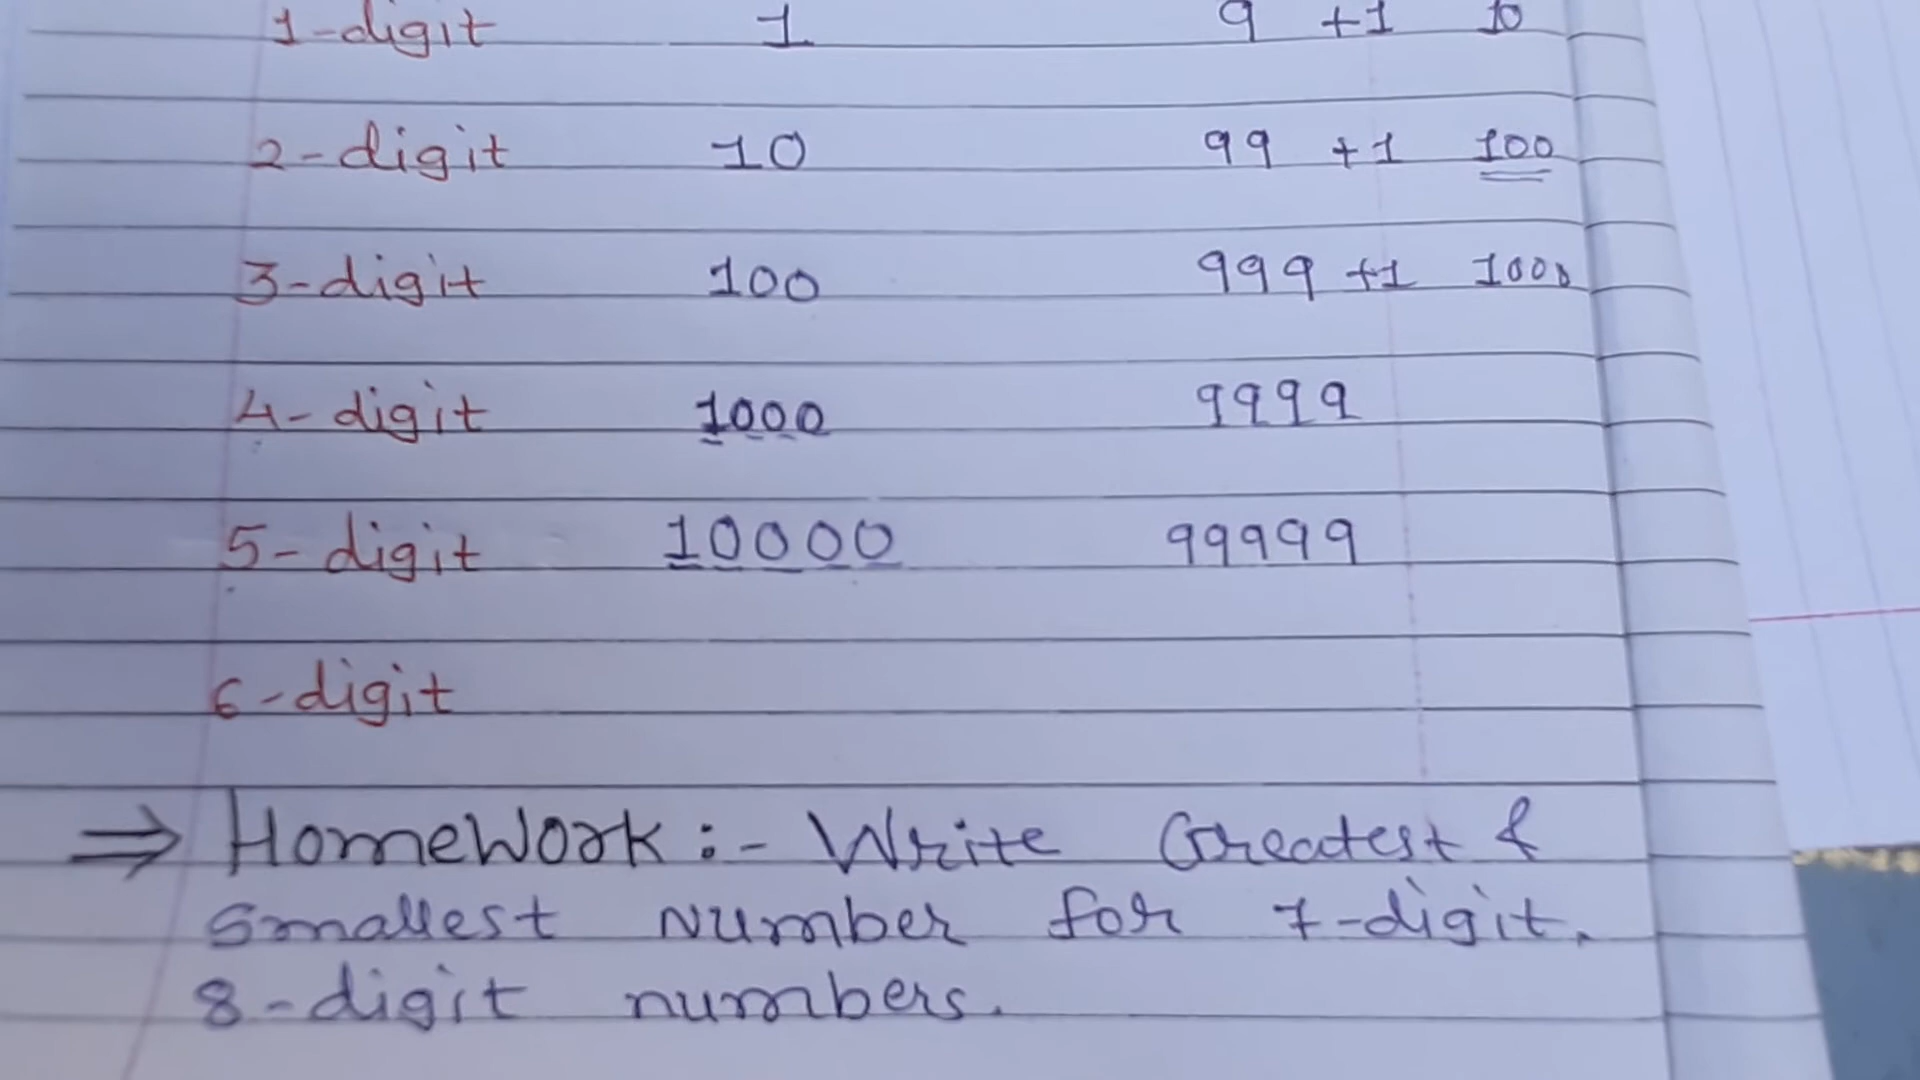 1-digit 1 9 +1 10
2-digit 10 99 +1 100
3-digit 100 999 +1 1000
4-digit 1000 9999
5-digit 10000 99999
6-digit
⇒ HomeWork :- Write Greatest &
Smallest Number for 7-digit,
8-digit numbers.